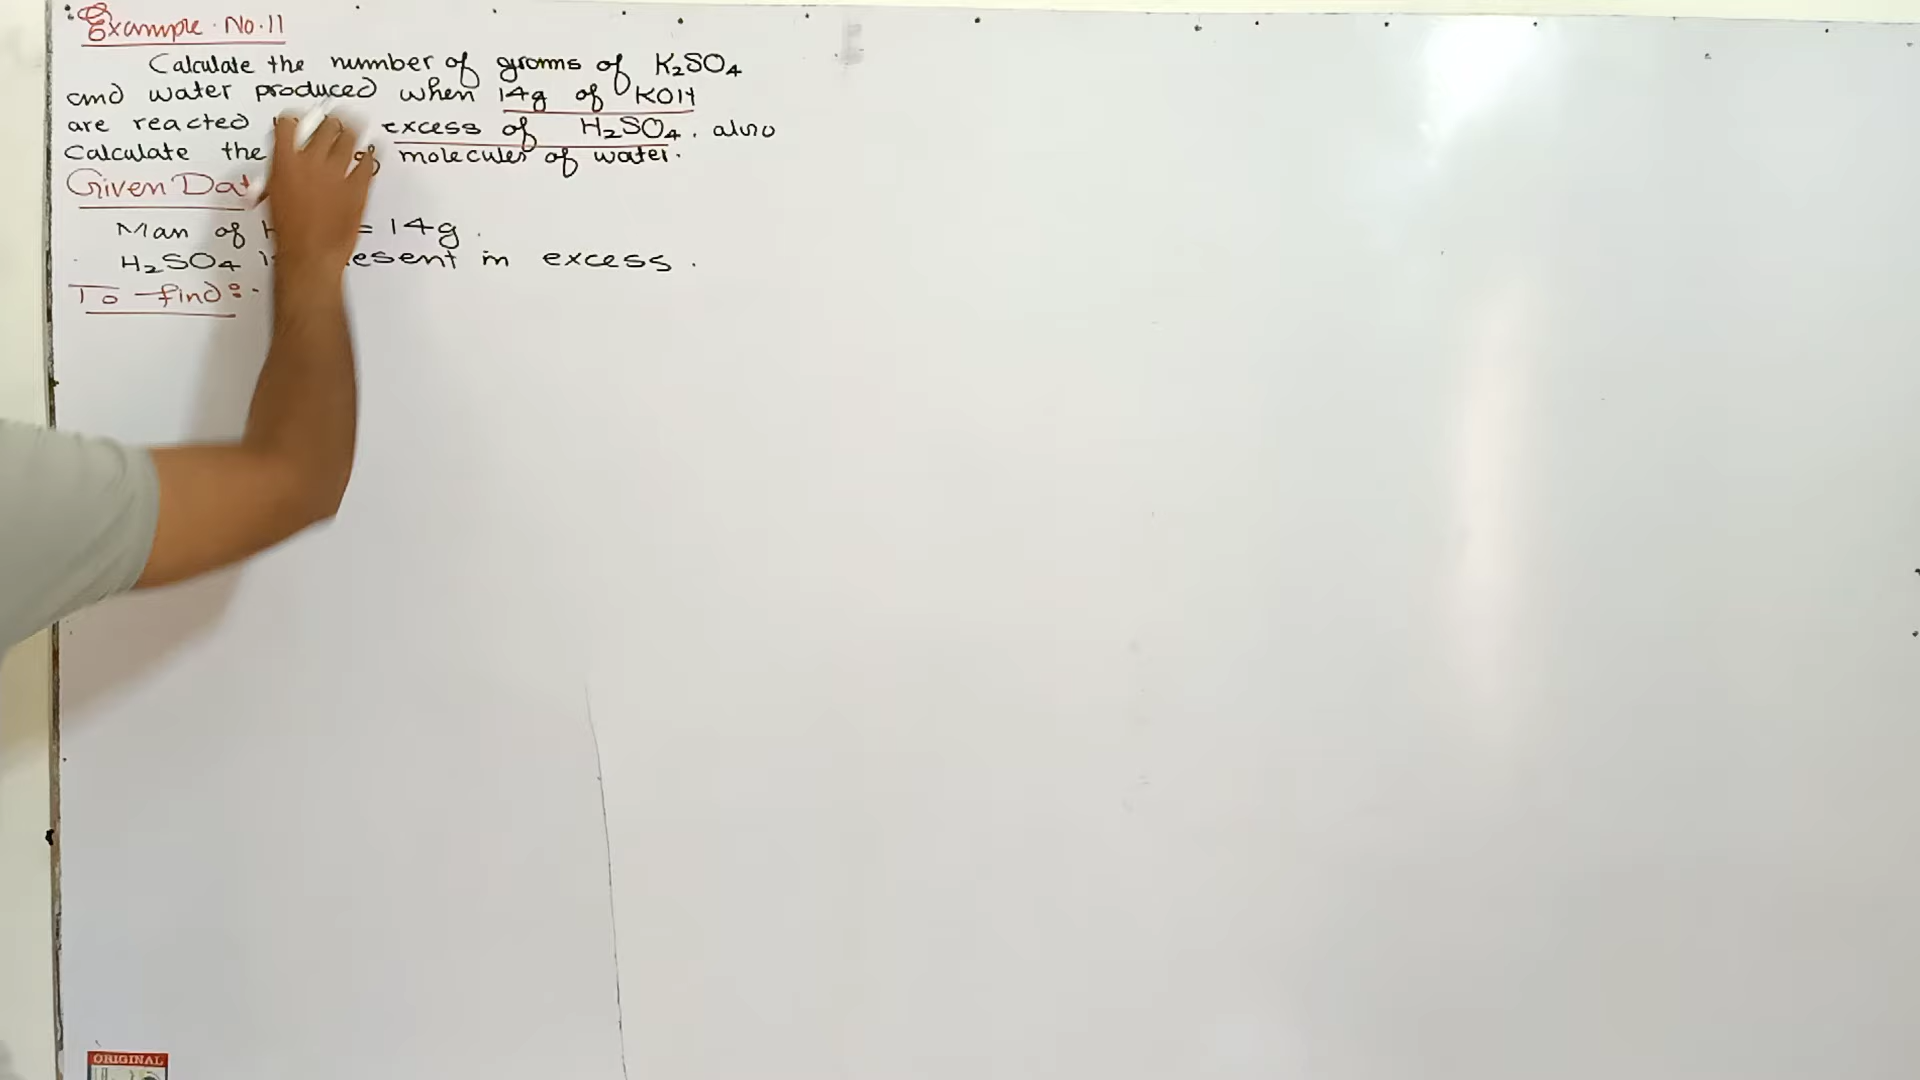 Example No.11
Calculate the number of grams of K₂SO₄
and water produced when 14g of KOH
are reacted excess of H₂SO₄. also
Calculate the of molecules of water.
Given
Mass of = 14g.
H₂SO₄ in excess.
To find:-
ORIGINAL